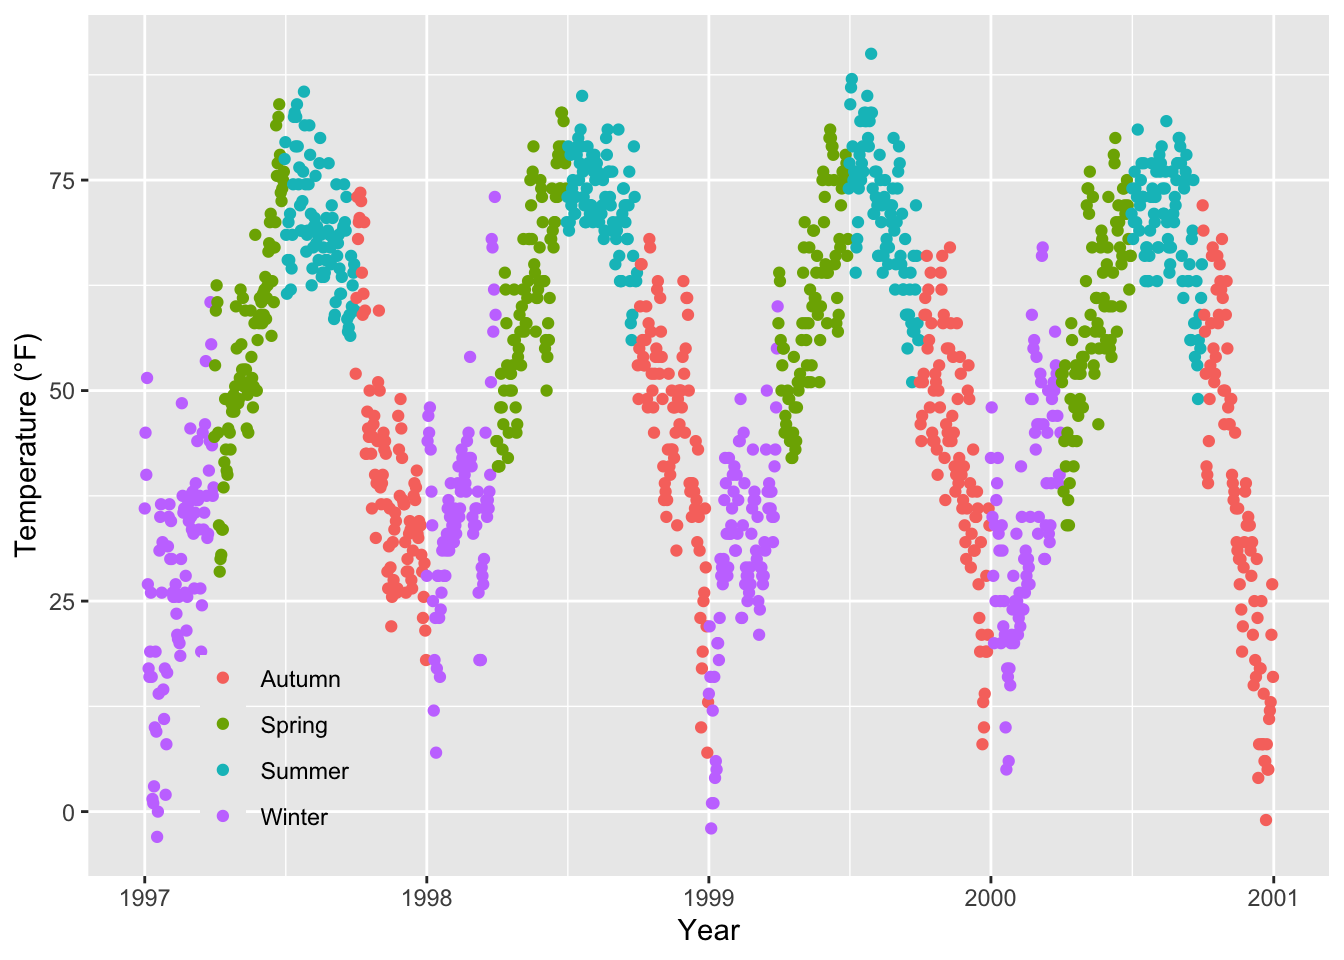 Temperature (°F)
75
50
25
0
Autumn
Spring
Summer
Winter
1997 1998 1999 2000 2001
Year